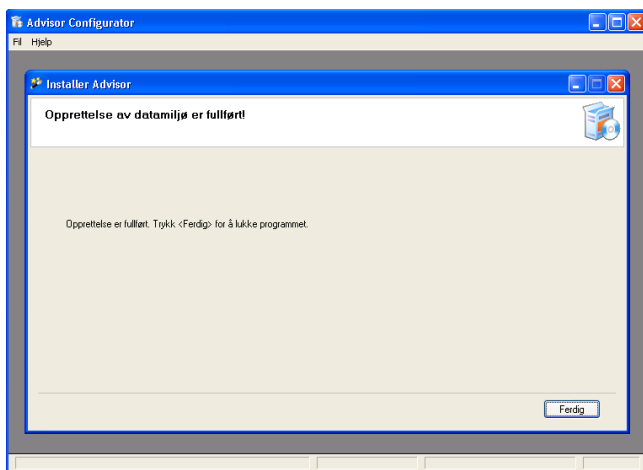 Advisor Configurator
Fil Hjelp
Installer Advisor
Opprettelse av datamiljø er fullført!
Opprettelse er fullført. Trykk <Ferdig> for å lukke programmet.
Ferdig